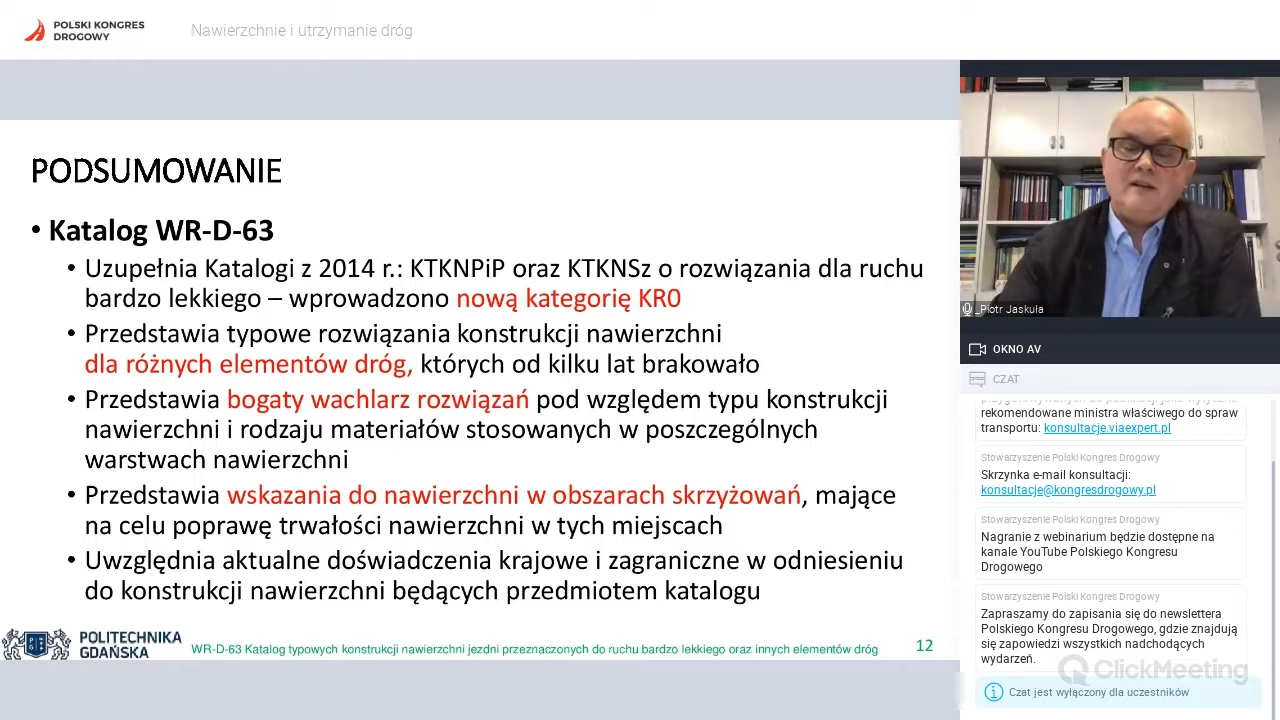 POLSKI KONGRES
DROGOWY
Nawierzchnie i utrzymanie dróg
PODSUMOWANIE
• Katalog WR-D-63
• Uzupełnia Katalogi z 2014 r.: KTKNPiP oraz KTKNSz o rozwiązania dla ruchu
bardzo lekkiego – wprowadzono nową kategorię KR0
• Przedstawia typowe rozwiązania konstrukcji nawierzchni
dla różnych elementów dróg, których od kilku lat brakowało
• Przedstawia bogaty wachlarz rozwiązań pod względem typu konstrukcji
nawierzchni i rodzaju materiałów stosowanych w poszczególnych
warstwach nawierzchni
• Przedstawia wskazania do nawierzchni w obszarach skrzyżowań, mające
na celu poprawę trwałości nawierzchni w tych miejscach
• Uwzględnia aktualne doświadczenia krajowe i zagraniczne w odniesieniu
do konstrukcji nawierzchni będących przedmiotem katalogu
POLITECHNIKA
GDAŃSKA
WR-D-63 Katalog typowych konstrukcji nawierzchni jezdni przeznaczonych do ruchu bardzo lekkiego oraz innych elementów dróg
12
_Piotr Jaskuła
OKNO AV
CZAT
rekomendowane ministra właściwego do spraw
transportu: konsultacje.viaexpert.pl
Stowarzyszenie Polski Kongres Drogowy
Skrzynka e-mail konsultacji:
konsultacje@kongresdrogowy.pl
Stowarzyszenie Polski Kongres Drogowy
Nagranie z webinarium będzie dostępne na
kanale YouTube Polskiego Kongresu
Drogowego
Stowarzyszenie Polski Kongres Drogowy
Zapraszamy do zapisania się do newslettera
Polskiego Kongresu Drogowego, gdzie znajdują
się zapowiedzi wszystkich nadchodzących
wydarzeń.
ClickMeeting
Czat jest wyłączony dla uczestników